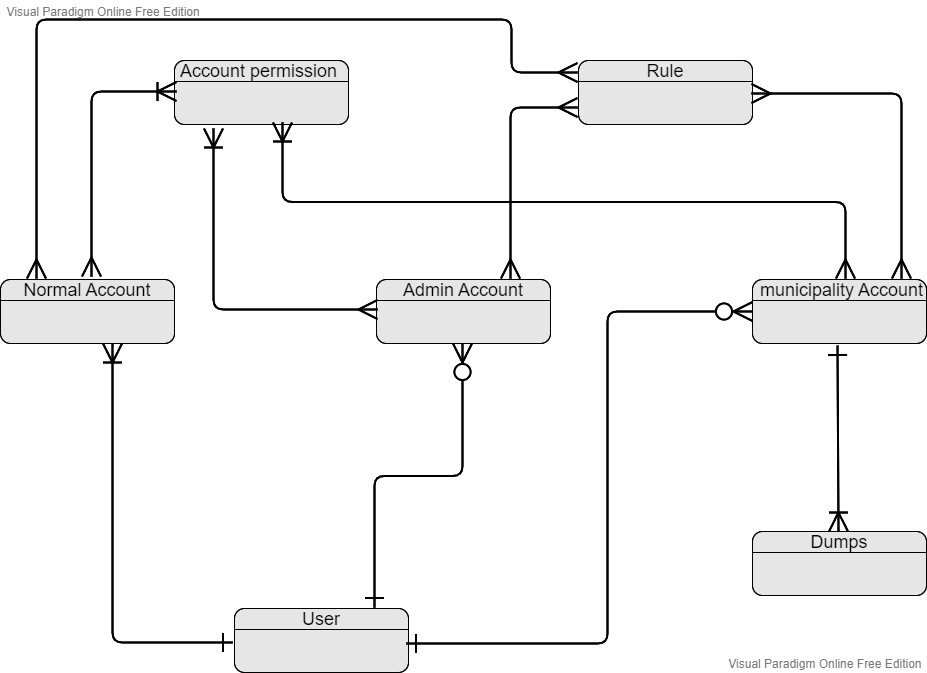 Visual Paradigm Online Free Edition
Account permission
Rule
Normal Account
Admin Account
municipality Account
Dumps
User
Visual Paradigm Online Free Edition